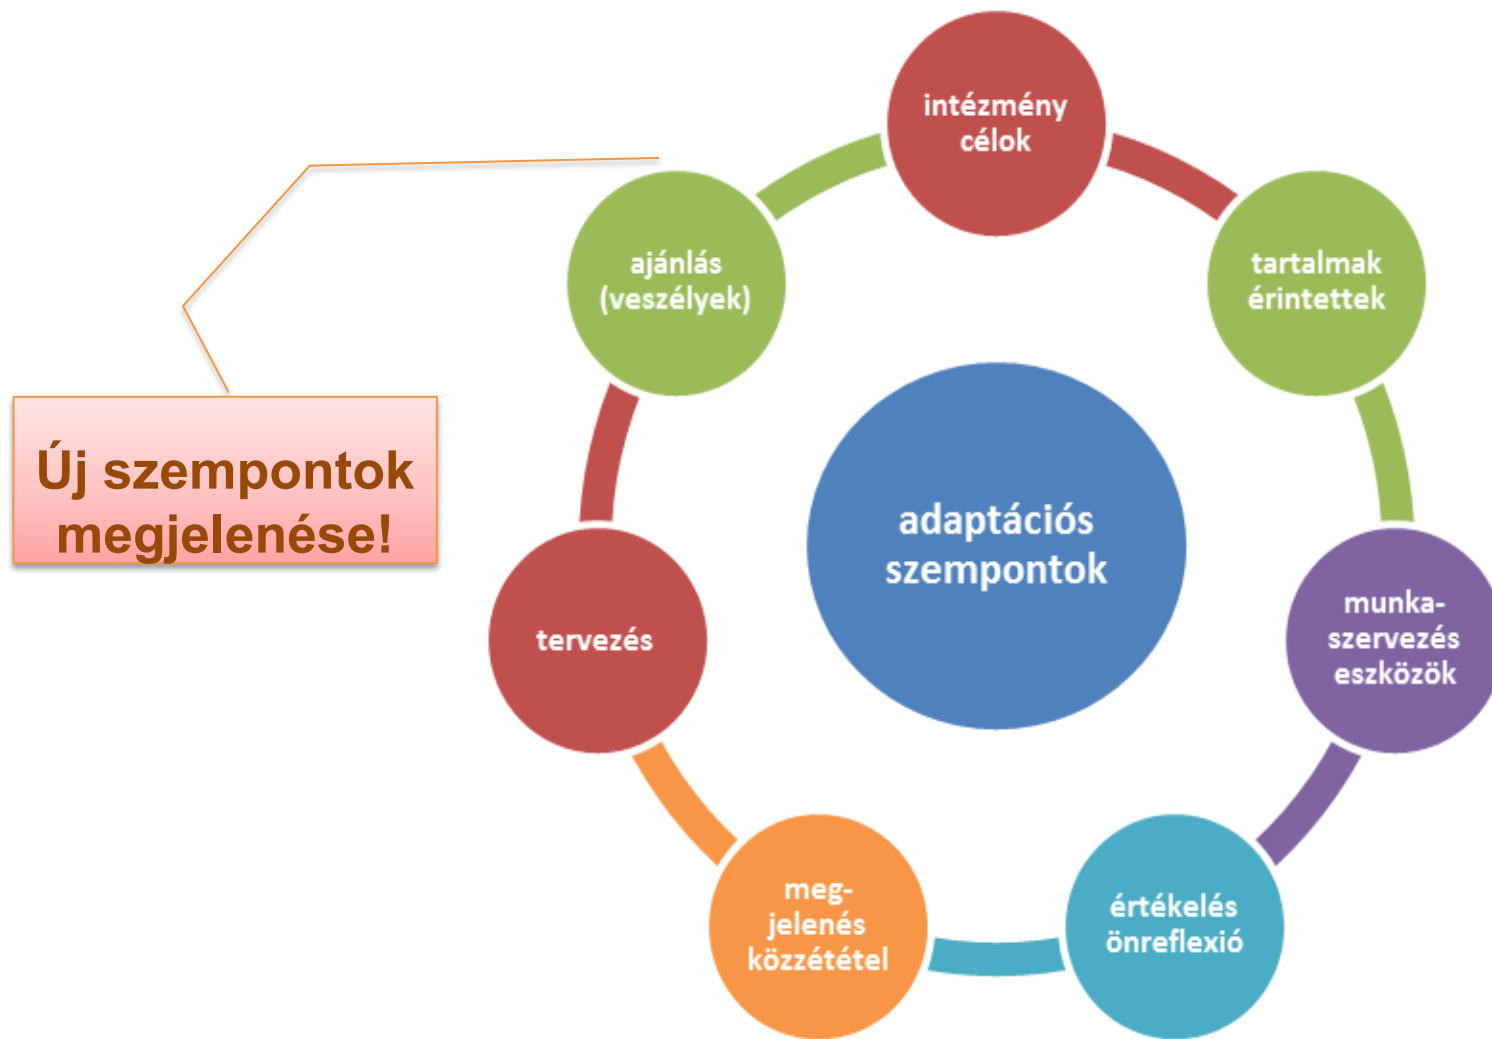 intézmény
célok
tartalmak
érintettek
munka-
szervezés
eszközök
értékelés
önreflexió
meg-
jelenés
közzététel
tervezés
ajánlás
(veszélyek)
adaptációs
szempontok
Új szempontok
megjelenése!